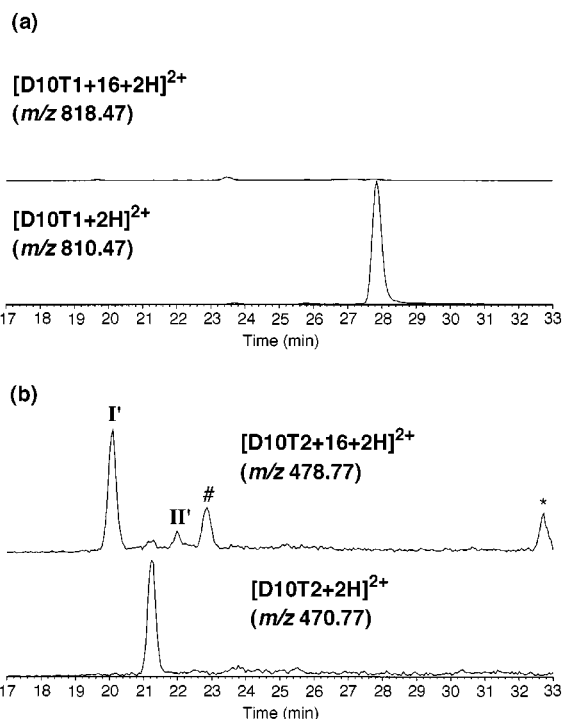 (a)
[D10T1+16+2H]2+
(m/z 818.47)
[D10T1+2H]2+
(m/z 810.47)
17 18 19 20 21 22 23 24 25 26 27 28 29 30 31 32 33
Time (min)
(b)
I'
[D10T2+16+2H]2+
(m/z 478.77)
II'
#
*
[D10T2+2H]2+
(m/z 470.77)
17 18 19 20 21 22 23 24 25 26 27 28 29 30 31 32 33
Time (min)